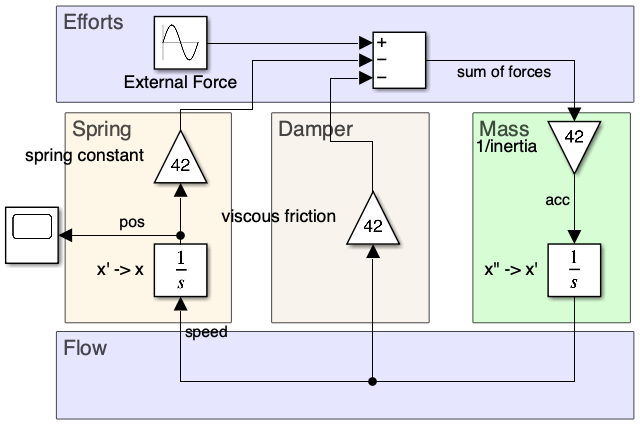 Efforts
+
−
−
External Force
sum of forces
Spring
Damper
Mass
1/inertia
42
spring constant
42
viscous friction
42
acc
pos
x' -> x
1
s
x'' -> x'
1
s
speed
Flow